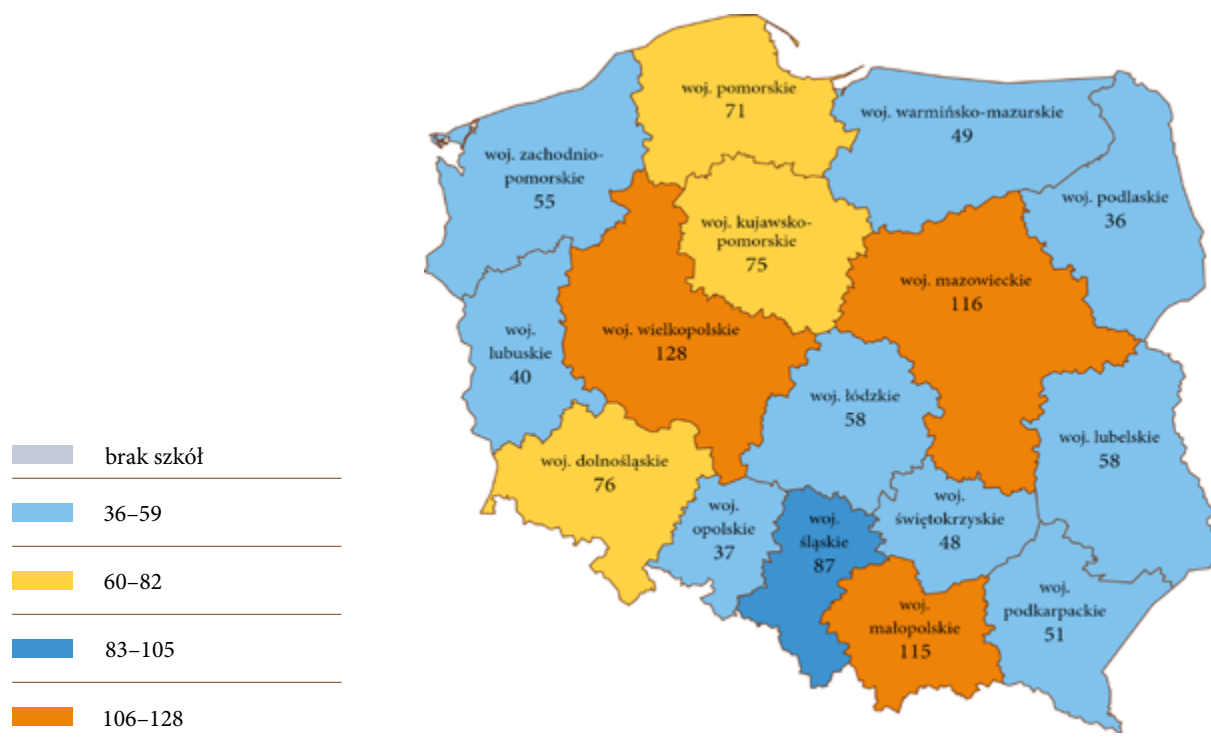 woj. pomorskie
71
woj. warmińsko-mazurskie
49
woj. zachodnio-
pomorskie
55
woj. podlaskie
36
woj. kujawsko-
pomorskie
75
woj. mazowieckie
116
woj. wielkopolskie
128
woj.
lubuskie
40
woj. łódzkie
58
woj. lubelskie
58
woj. dolnośląskie
76
woj.
opolskie
37
woj.
śląskie
87
woj.
świętokrzyskie
48
woj.
podkarpackie
51
woj.
małopolskie
115
brak szkół
36–59
60–82
83–105
106–128